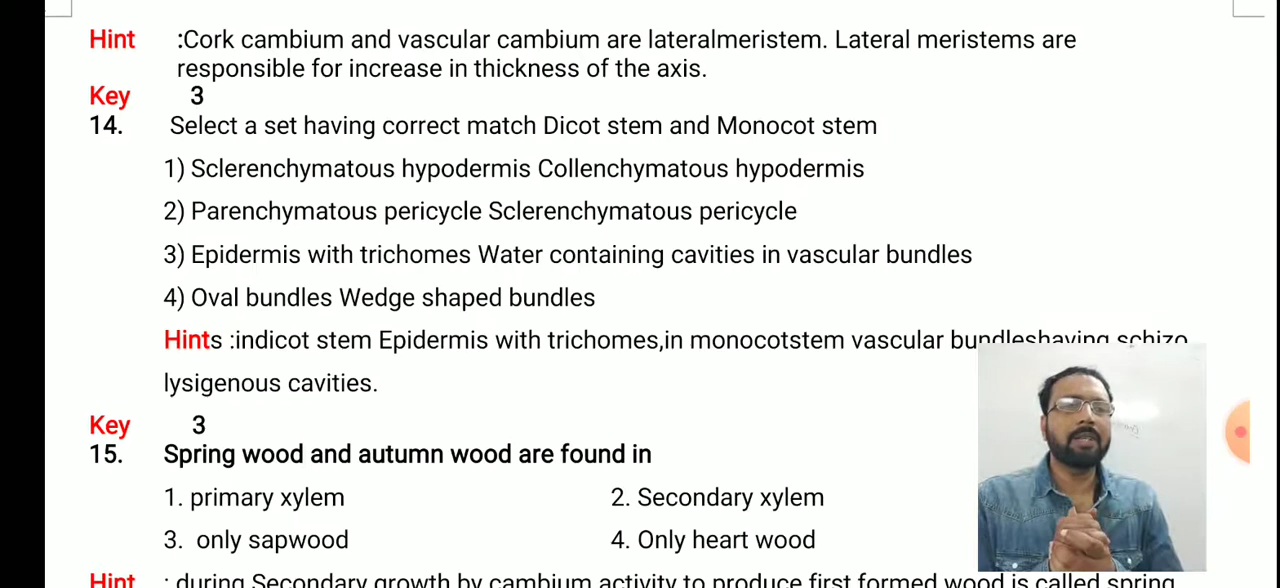 Hint :Cork cambium and vascular cambium are lateralmeristem. Lateral meristems are
responsible for increase in thickness of the axis.
Key 3
14. Select a set having correct match Dicot stem and Monocot stem
1) Sclerenchymatous hypodermis Collenchymatous hypodermis
2) Parenchymatous pericycle Sclerenchymatous pericycle
3) Epidermis with trichomes Water containing cavities in vascular bundles
4) Oval bundles Wedge shaped bundles
Hints :indicot stem Epidermis with trichomes,in monocotstem vascular bundleshaving schizo
lysigenous cavities.
Key 3
15. Spring wood and autumn wood are found in
1. primary xylem 2. Secondary xylem
3. only sapwood 4. Only heart wood
Hint : during Secondary growth by cambium activity to produce first formed wood is called spring